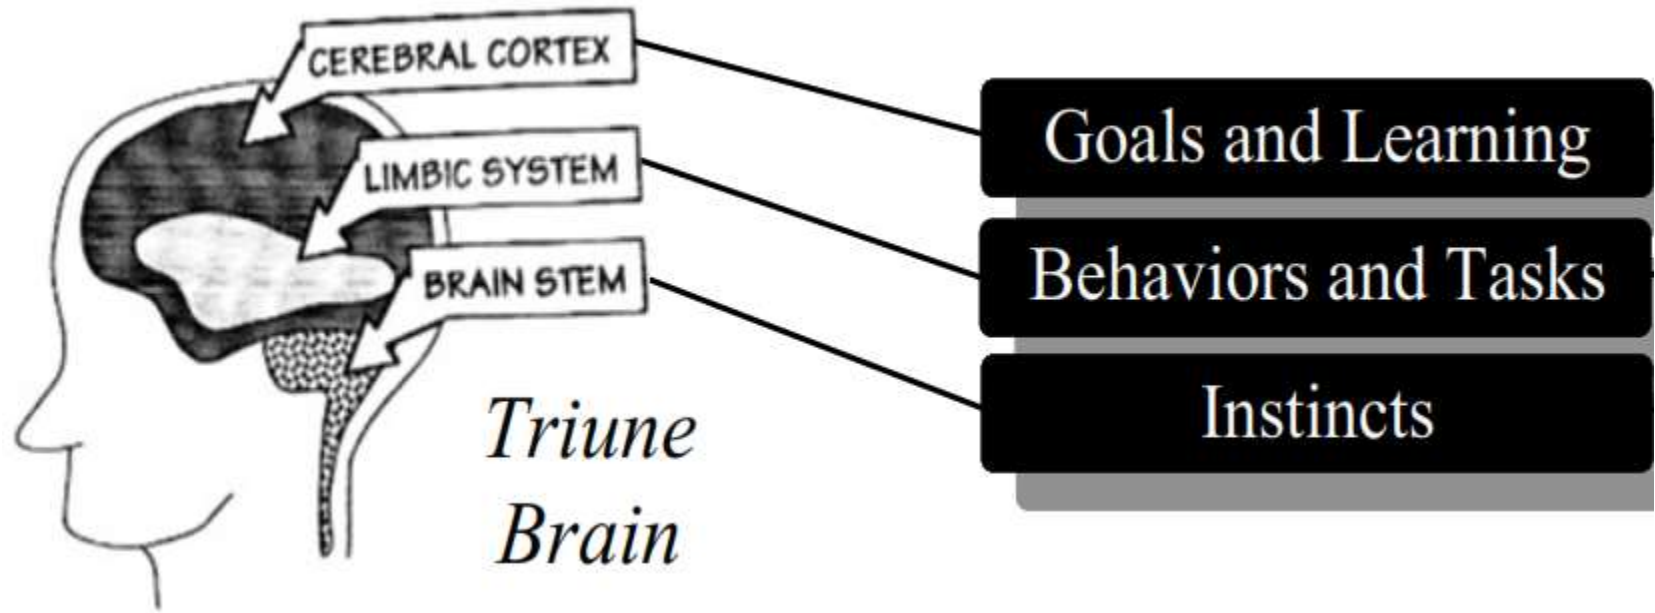 CEREBRAL CORTEX
LIMBIC SYSTEM
BRAIN STEM
Triune
Brain
Goals and Learning
Behaviors and Tasks
Instincts